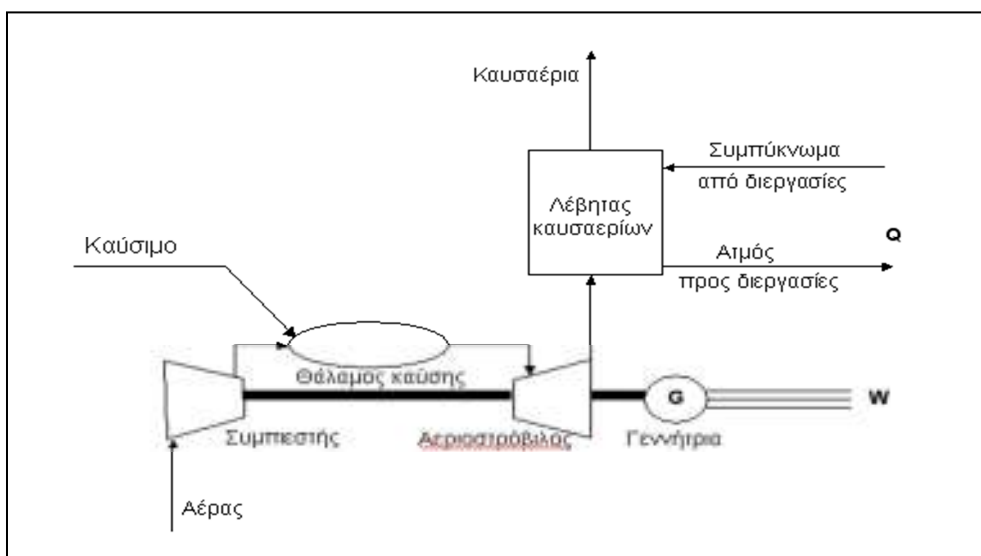 Καυσαέρια
Συμπύκνωμα
από διεργασίες
Λέβητας
καυσαερίων
Q
Ατμός
προς διεργασίες
Καύσιμο
Θάλαμος καύσης
G
W
Συμπιεστής
Αεριοστρόβιλος
Γεννήτρια
Αέρας